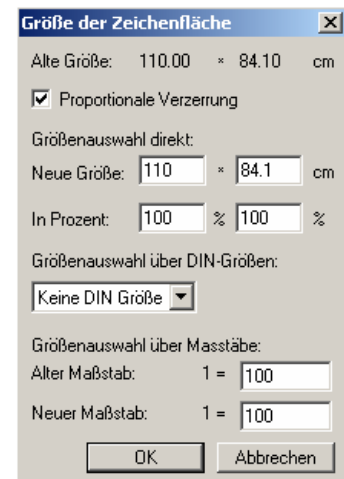 Größe der Zeichenfläche
Alte Größe: 110.00 × 84.10 cm
Proportionale Verzerrung
Größenauswahl direkt:
Neue Größe: 110 × 84.1 cm
In Prozent: 100 % 100 %
Größenauswahl über DIN-Größen:
Keine DIN Größe
Größenauswahl über Masstäbe:
Alter Maßstab: 1 = 100
Neuer Maßstab: 1 = 100
OK Abbrechen